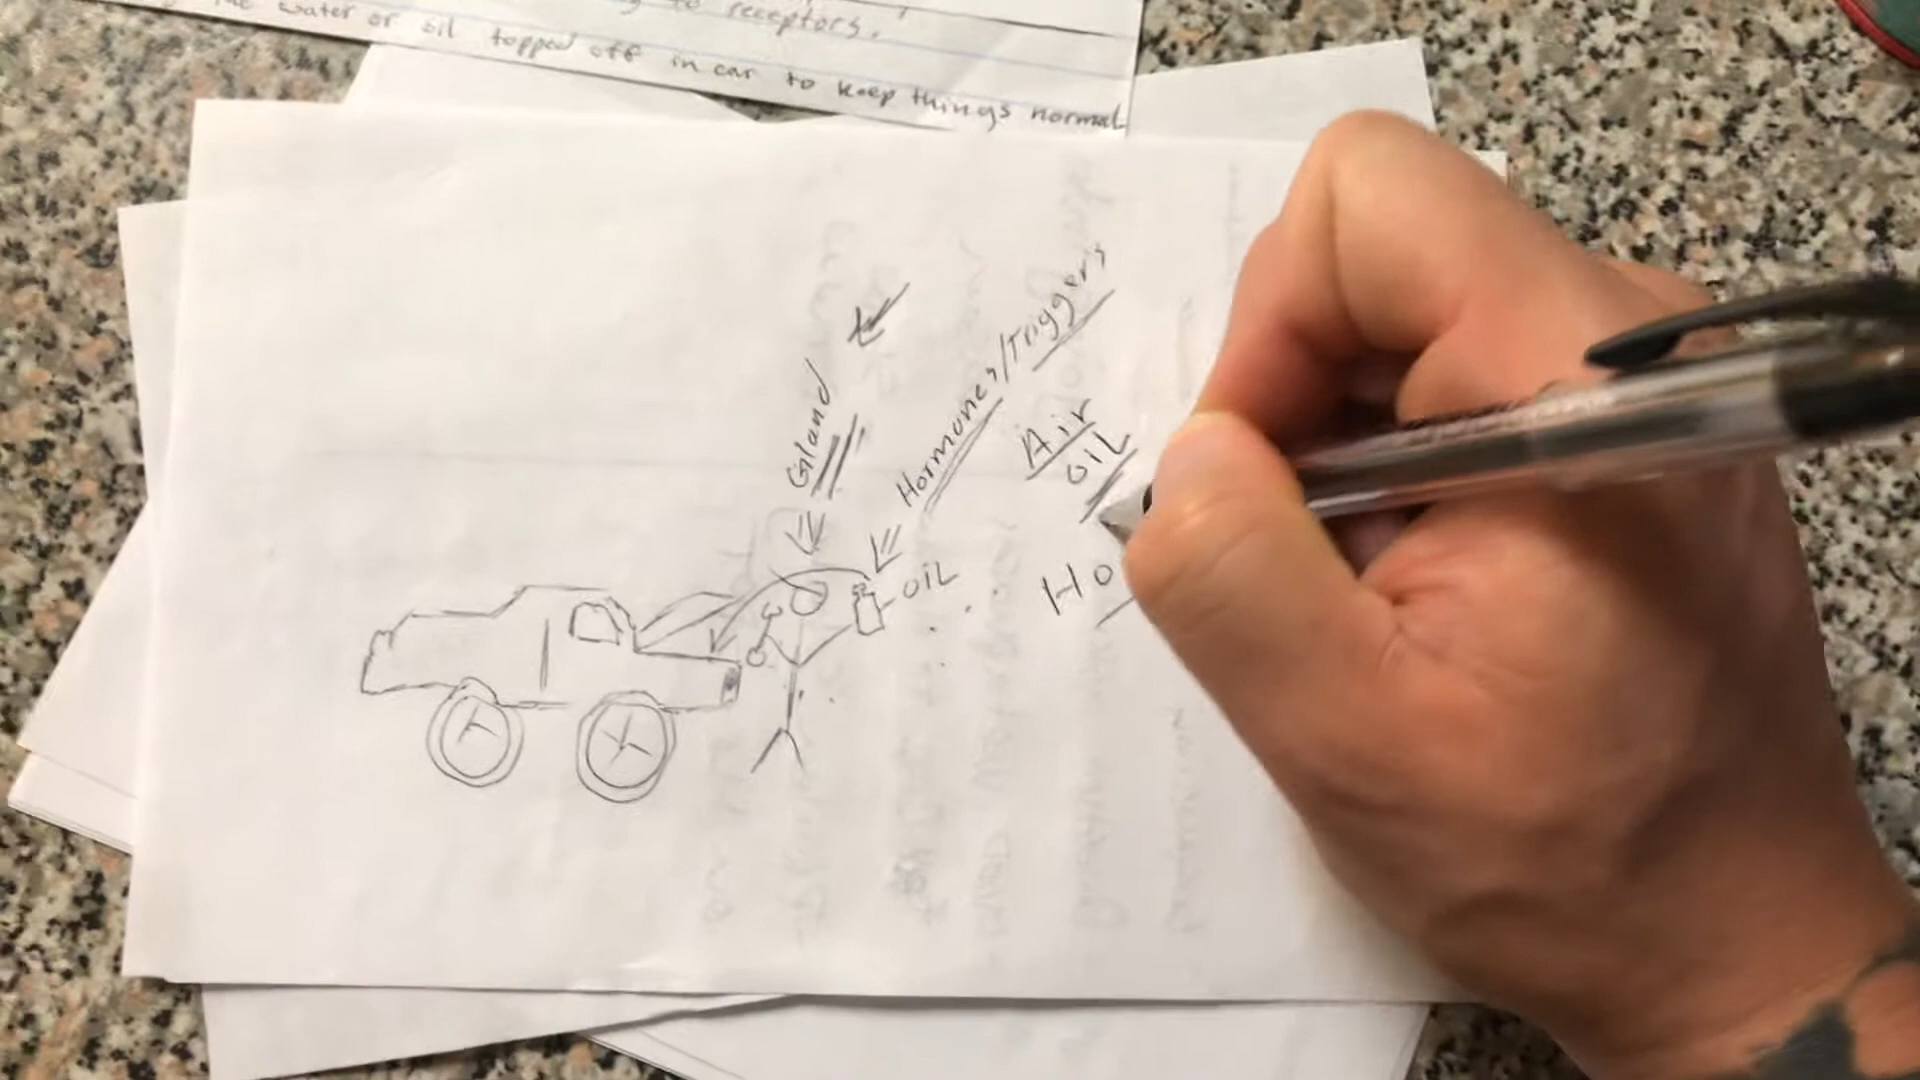 to receptors.
water or oil topped off in car to keep things normal
Gland
Hormones/Triggers
Air
OIL
OIL
Ho